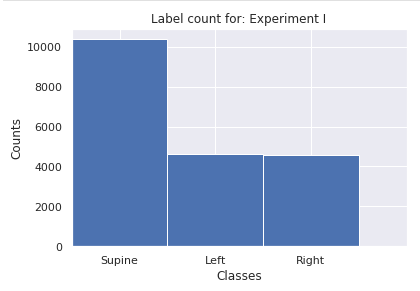 Label count for: Experiment I
10000
8000
6000
4000
2000
0
Counts
Supine Left Right
Classes